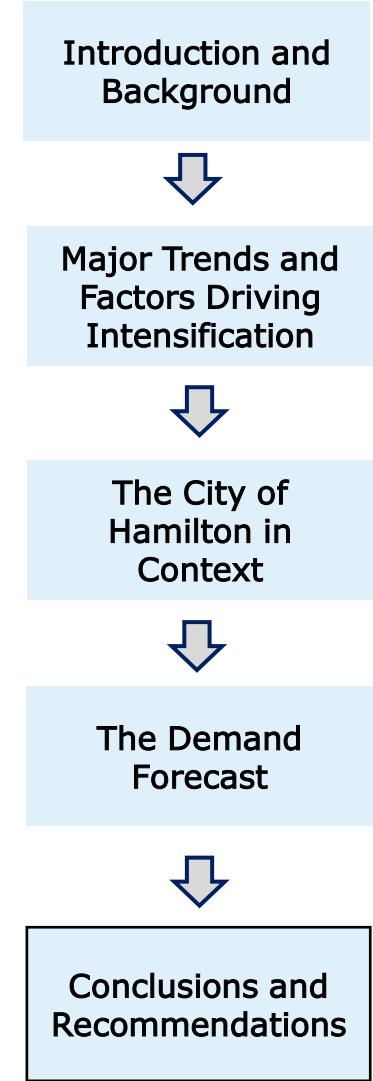 Introduction and
Background
Major Trends and
Factors Driving
Intensification
The City of
Hamilton in
Context
The Demand
Forecast
Conclusions and
Recommendations